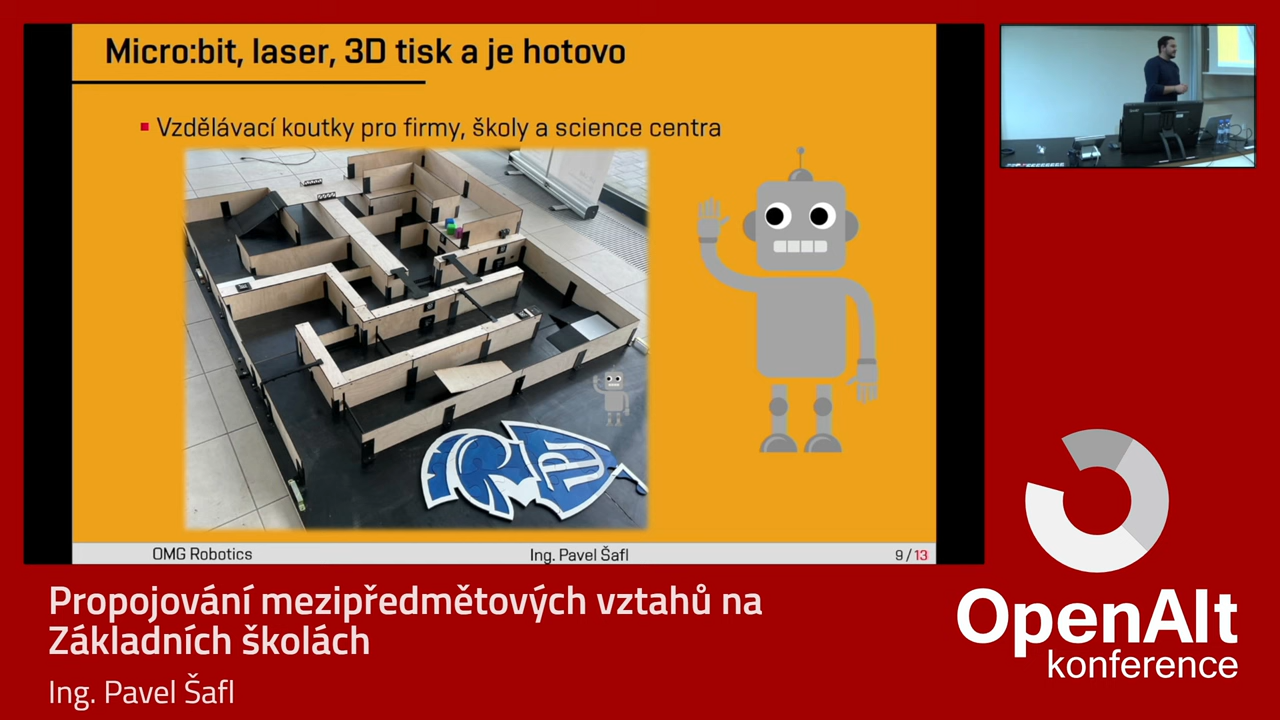 Micro:bit, laser, 3D tisk a je hotovo
Vzdělávací koutky pro firmy, školy a science centra
OMG Robotics
Ing. Pavel Šafl
9/13
Propojování mezipředmětových vztahů na
Základních školách
Ing. Pavel Šafl
OpenAlt
konference